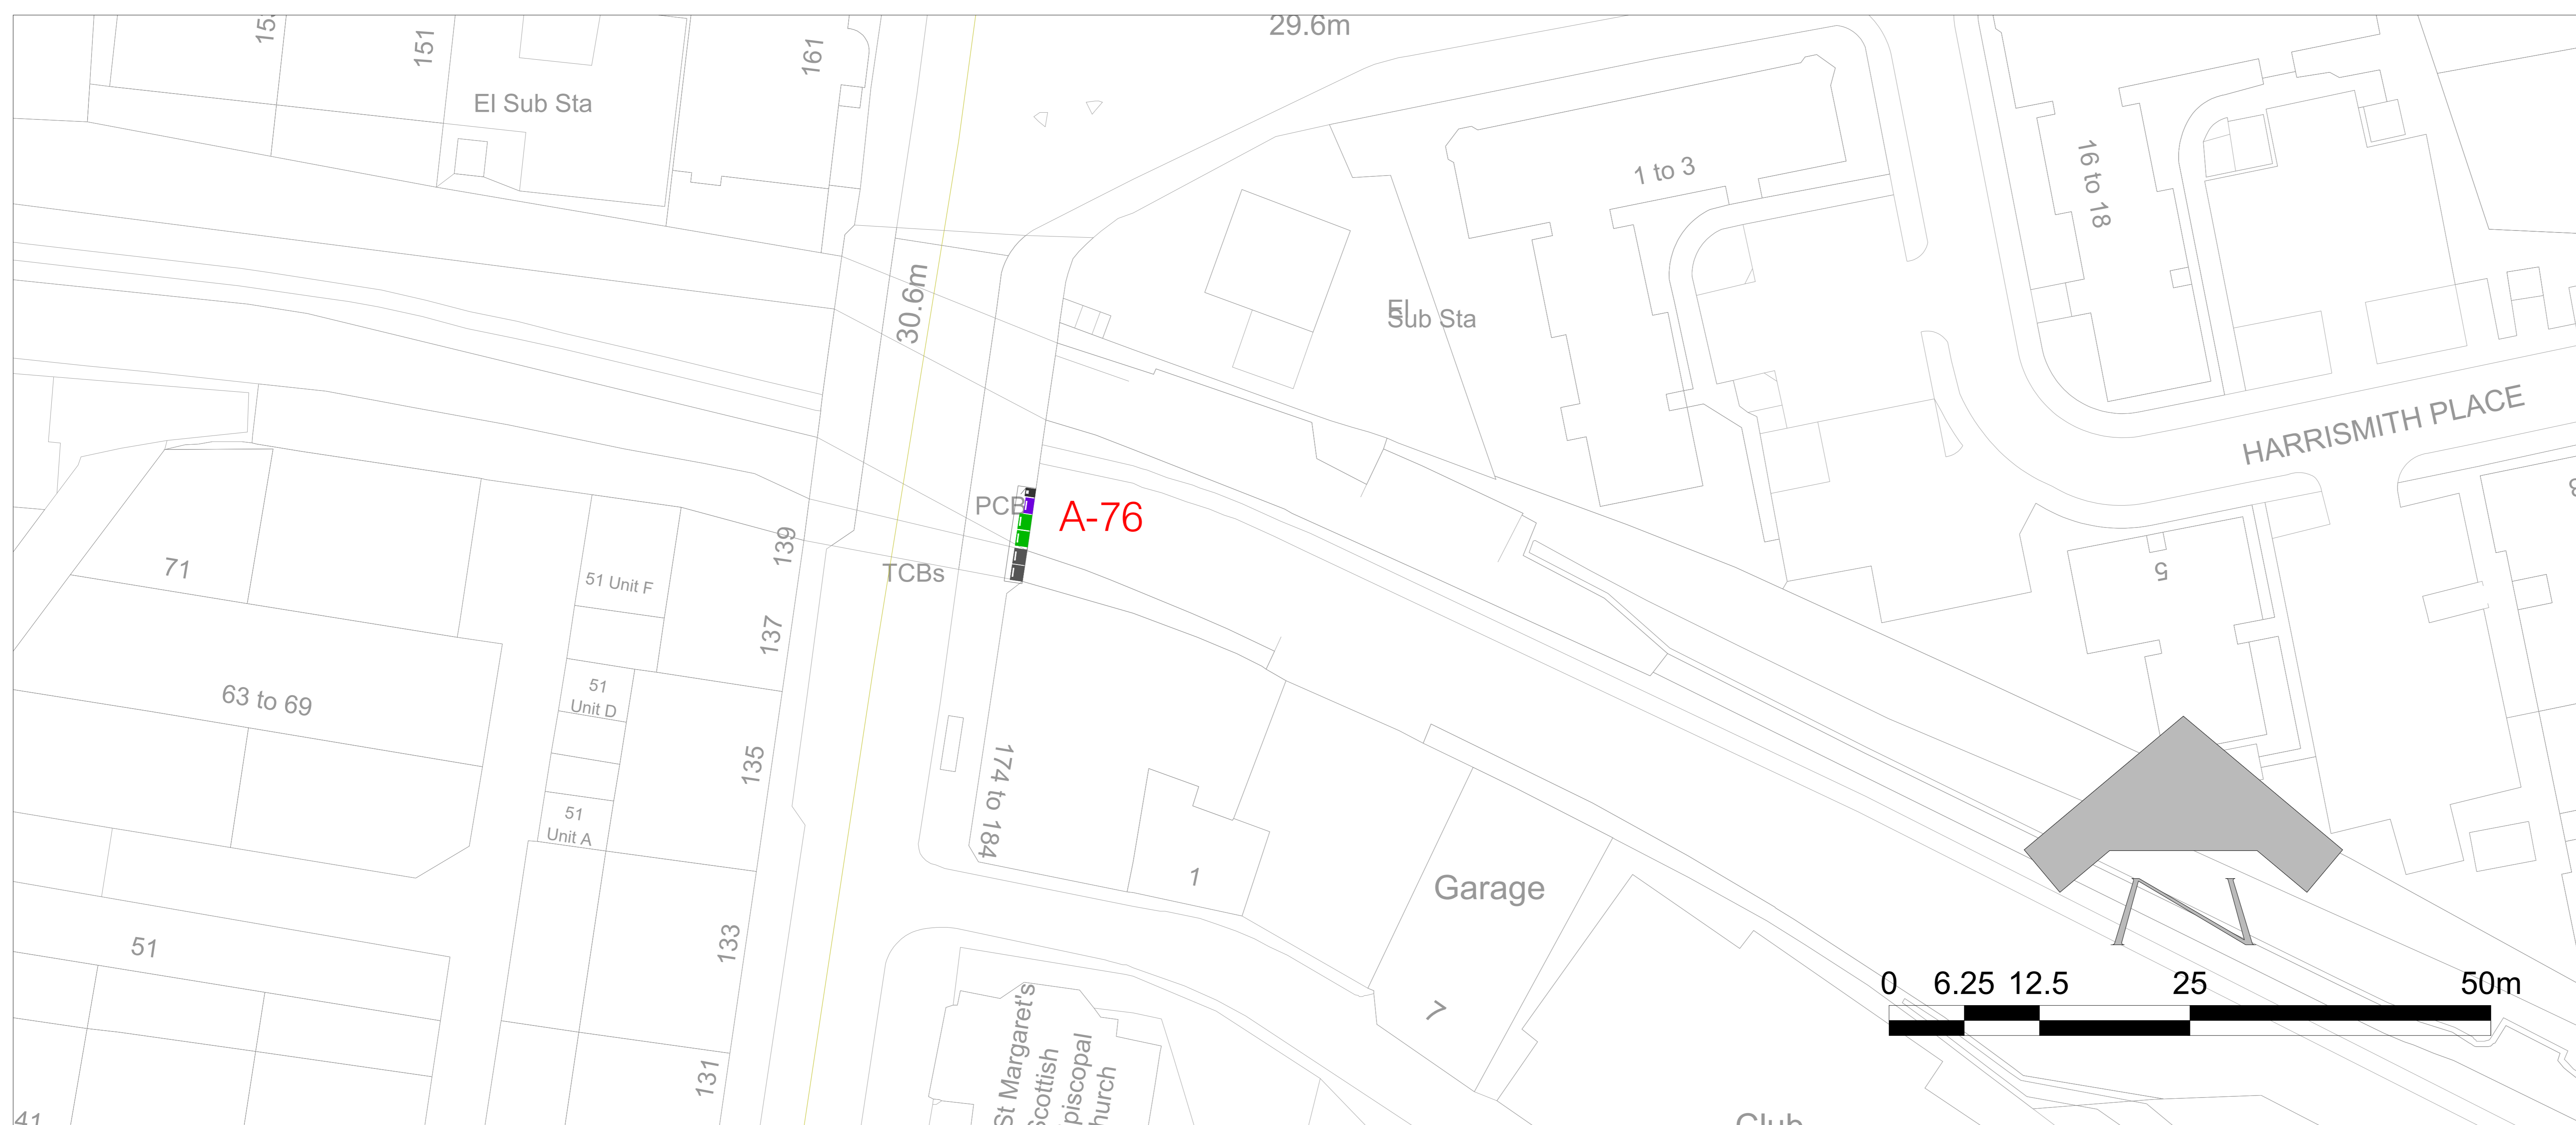 29.6m
151
161
El Sub Sta
1 to 3
16 to 18
30.6m
El
Sub Sta
HARRISMITH PLACE
PCB
A-76
TCBs
139
71
51 Unit F
5
137
63 to 69
51
Unit D
135
174 to 184
51
Unit A
1
Garage
133
51
7
0 6.25 12.5 25 50m
N
131
St Margaret's
Scottish
piscopal
hurch
41
Club